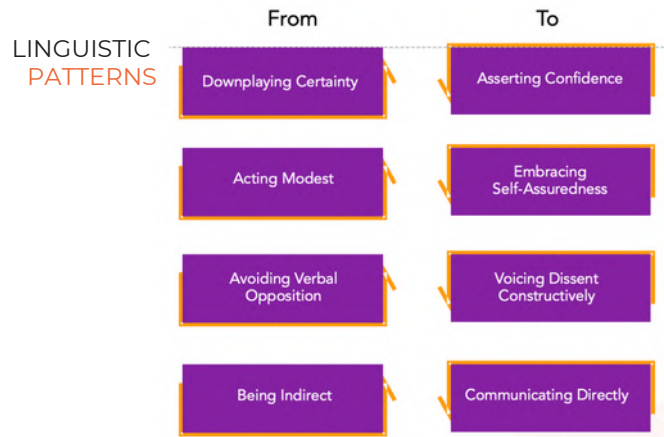 From
To
LINGUISTIC
PATTERNS
Downplaying Certainty
Asserting Confidence
Acting Modest
Embracing
Self-Assuredness
Avoiding Verbal
Opposition
Voicing Dissent
Constructively
Being Indirect
Communicating Directly